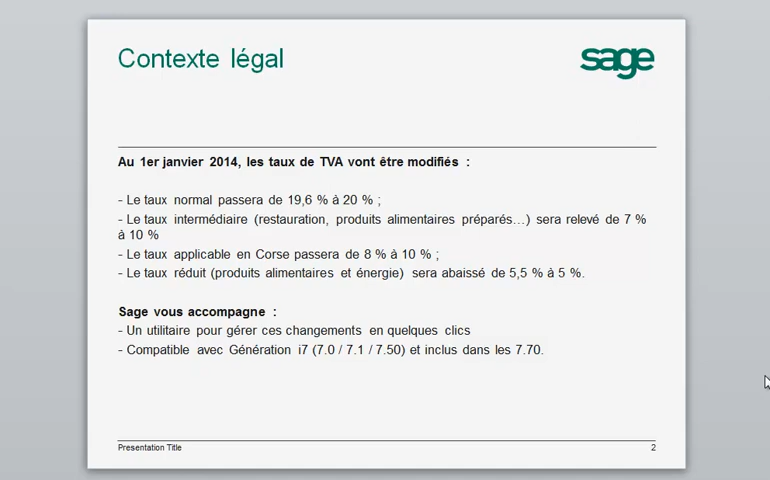 Contexte légal
sage
Au 1er janvier 2014, les taux de TVA vont être modifiés :
- Le taux normal passera de 19,6 % à 20 % ;
- Le taux intermédiaire (restauration, produits alimentaires préparés…) sera relevé de 7 %
à 10 %
- Le taux applicable en Corse passera de 8 % à 10 % ;
- Le taux réduit (produits alimentaires et énergie) sera abaissé de 5,5 % à 5 %.
Sage vous accompagne :
- Un utilitaire pour gérer ces changements en quelques clics
- Compatible avec Génération i7 (7.0 / 7.1 / 7.50) et inclus dans les 7.70.
Presentation Title
2